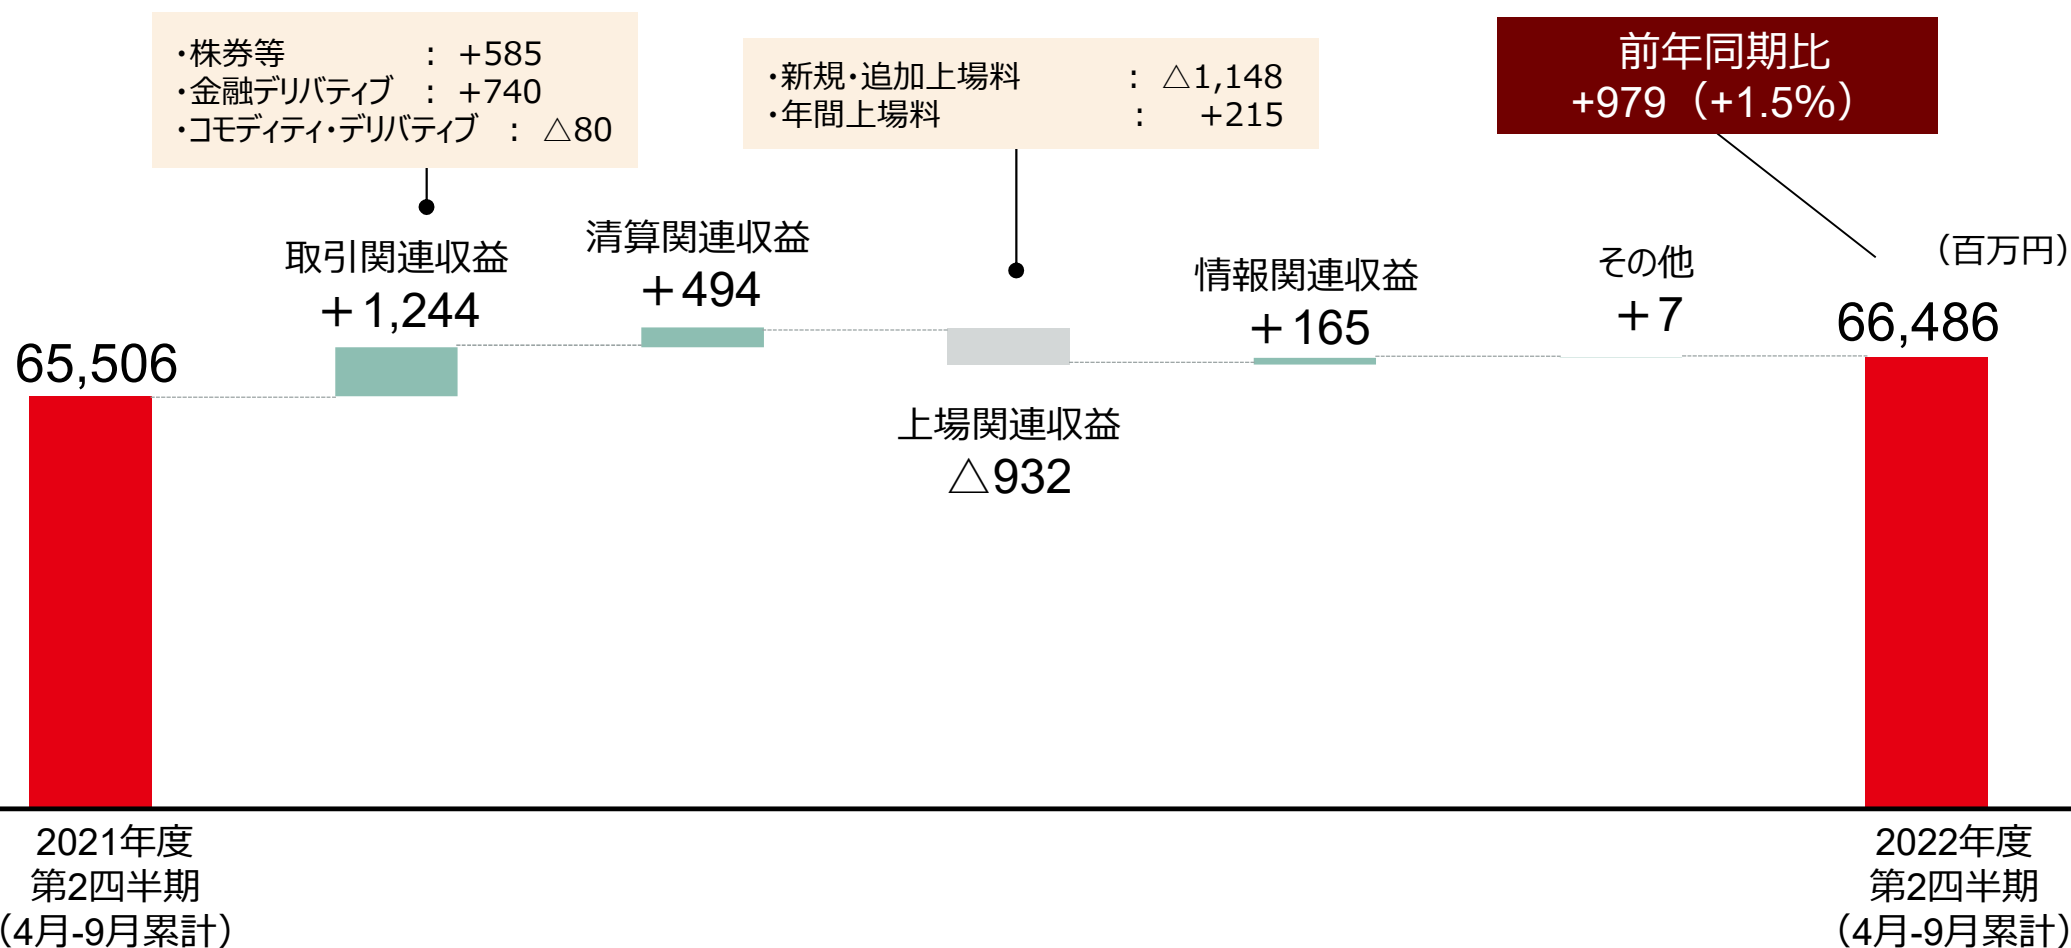 ・株券等 : +585
・金融デリバティブ : +740
・コモディティ・デリバティブ : △80
・新規・追加上場料 : △1,148
・年間上場料 : +215
前年同期比
+979（+1.5%）
（百万円）
取引関連収益
＋1,244
清算関連収益
＋494
上場関連収益
△932
情報関連収益
＋165
その他
＋7
65,506
66,486
2021年度
第2四半期
（4月-9月累計）
2022年度
第2四半期
（4月-9月累計）